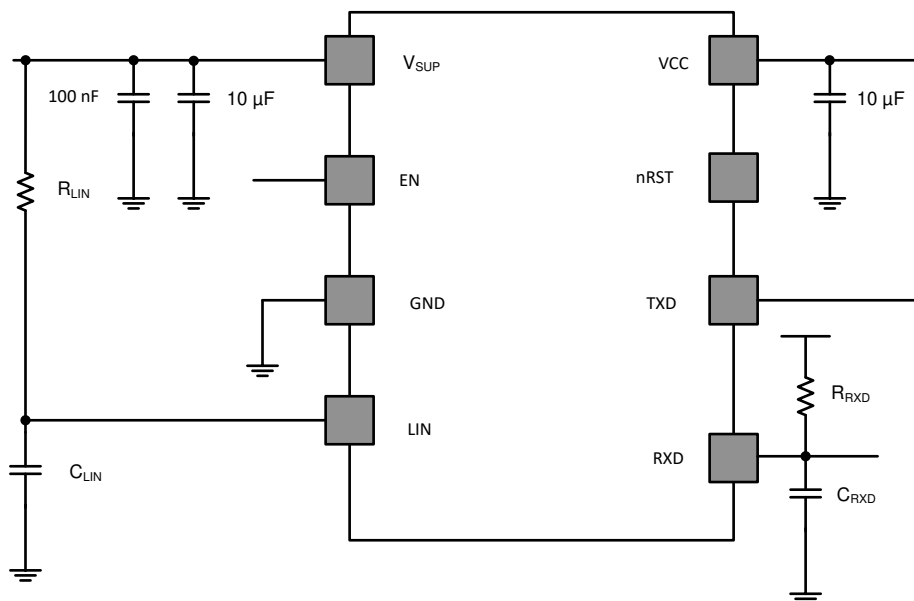 V_SUP
VCC
100 nF
10 µF
10 µF
R_LIN
EN
nRST
GND
TXD
R_RXD
LIN
RXD
C_LIN
C_RXD